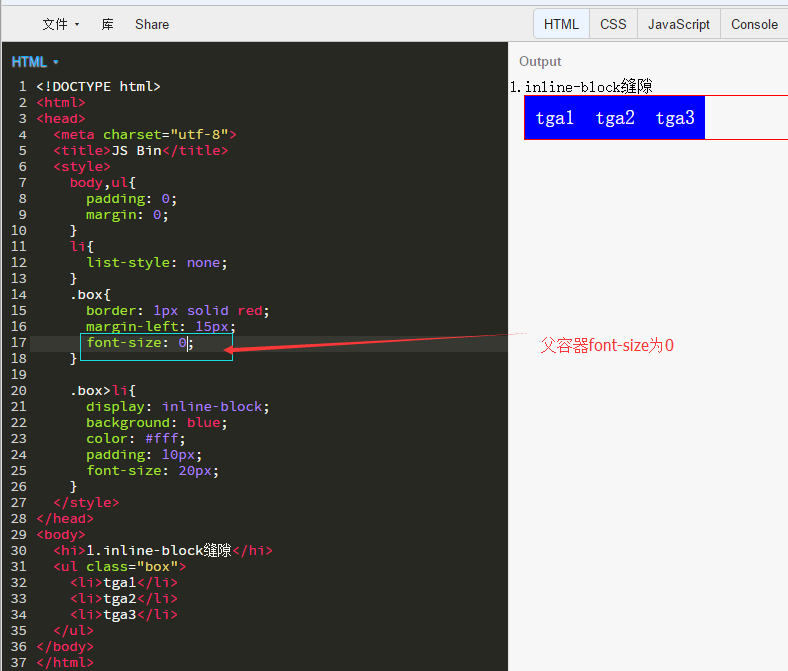 文件 库 Share HTML CSS JavaScript Console
HTML
Output
1 <!DOCTYPE html>
2 <html>
3 <head>
4 <meta charset="utf-8">
5 <title>JS Bin</title>
6 <style>
7 body,ul{
8 padding: 0;
9 margin: 0;
10 }
11 li{
12 list-style: none;
13 }
14 .box{
15 border: 1px solid red;
16 margin-left: 15px;
17 font-size: 0;
18 }
19
20 .box>li{
21 display: inline-block;
22 background: blue;
23 color: #fff;
24 padding: 10px;
25 font-size: 20px;
26 }
27 </style>
28 </head>
29 <body>
30 <hi>1.inline-block缝隙</hi>
31 <ul class="box">
32 <li>tga1</li>
33 <li>tga2</li>
34 <li>tga3</li>
35 </ul>
36 </body>
37 </html>
1.inline-block缝隙
tga1 tga2 tga3
父容器font-size为0